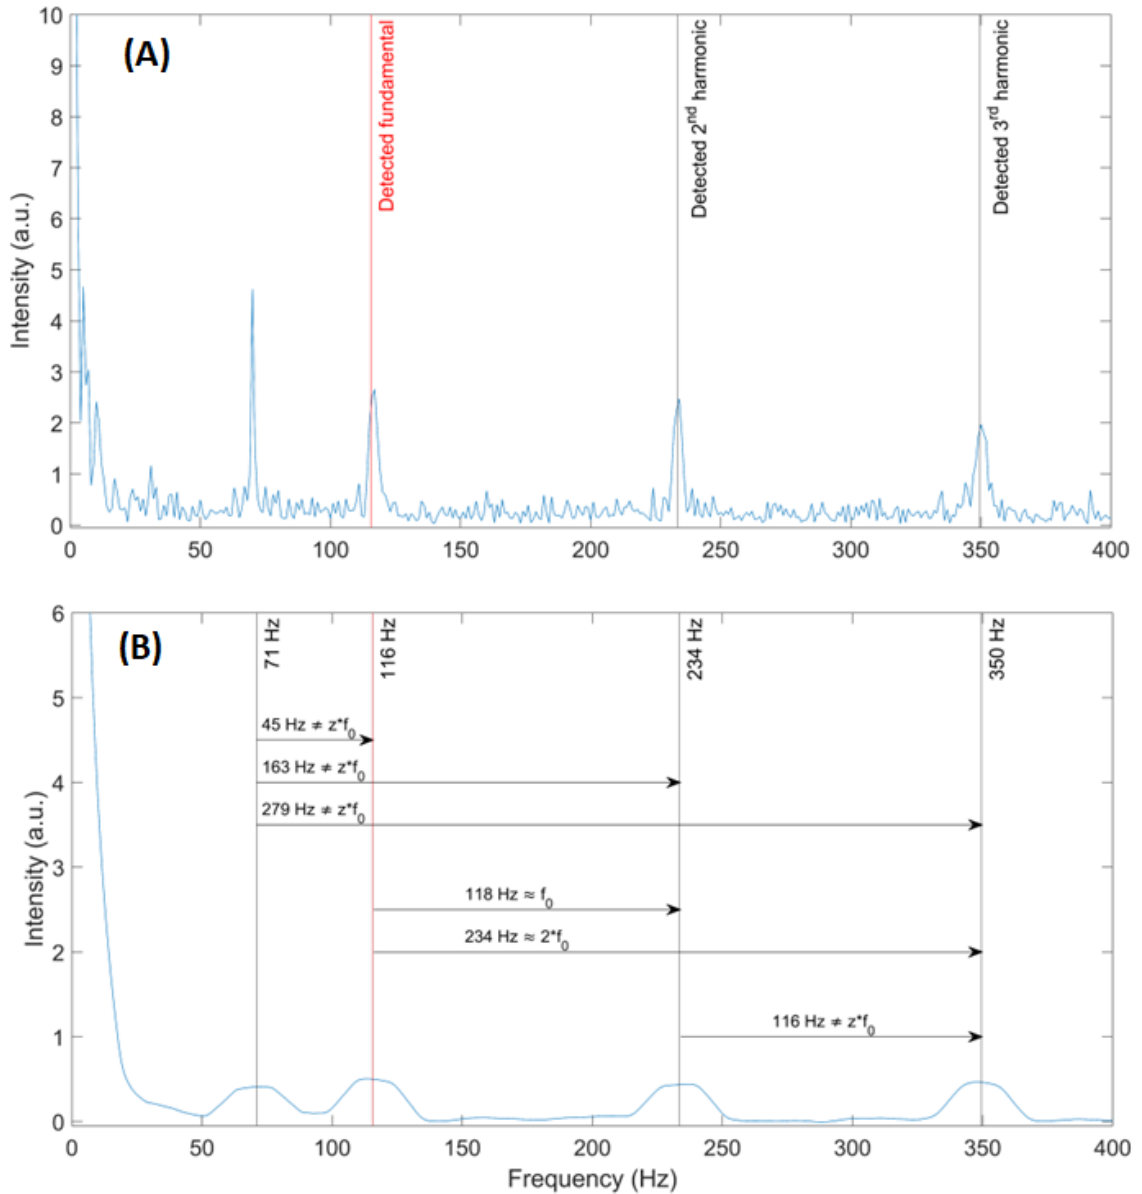 (A)
Intensity (a.u.)
10
9
8
7
6
5
4
3
2
1
0
Detected fundamental
Detected 2nd harmonic
Detected 3rd harmonic
0 50 100 150 200 250 300 350 400
(B)
Intensity (a.u.)
6
5
4
3
2
1
0
71 Hz
116 Hz
234 Hz
350 Hz
45 Hz ≠ z*f0
163 Hz ≠ z*f0
279 Hz ≠ z*f0
118 Hz ≈ f0
234 Hz ≈ 2*f0
116 Hz ≠ z*f0
0 50 100 150 200 250 300 350 400
Frequency (Hz)